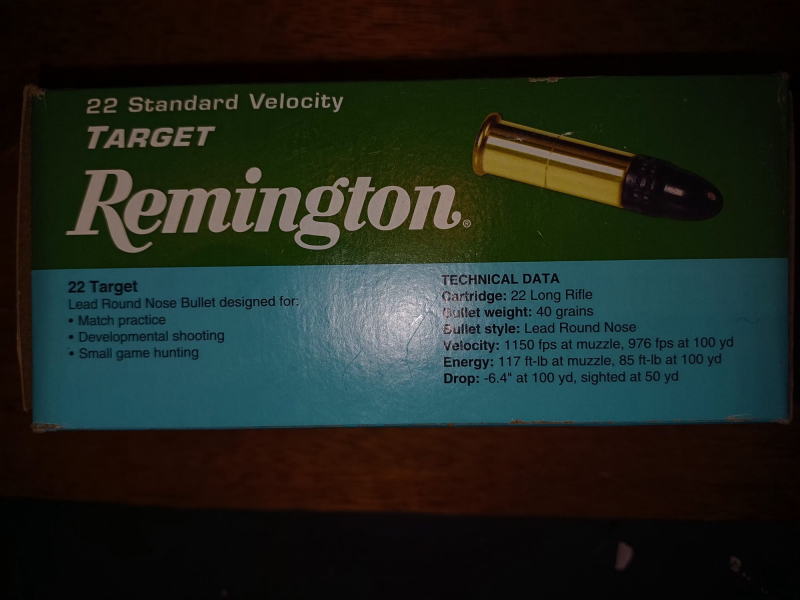 22 Standard Velocity
TARGET
Remington®
22 Target
Lead Round Nose Bullet designed for:
• Match practice
• Developmental shooting
• Small game hunting
TECHNICAL DATA
Cartridge: 22 Long Rifle
Bullet weight: 40 grains
Bullet style: Lead Round Nose
Velocity: 1150 fps at muzzle, 976 fps at 100 yd
Energy: 117 ft-lb at muzzle, 85 ft-lb at 100 yd
Drop: -6.4" at 100 yd, sighted at 50 yd